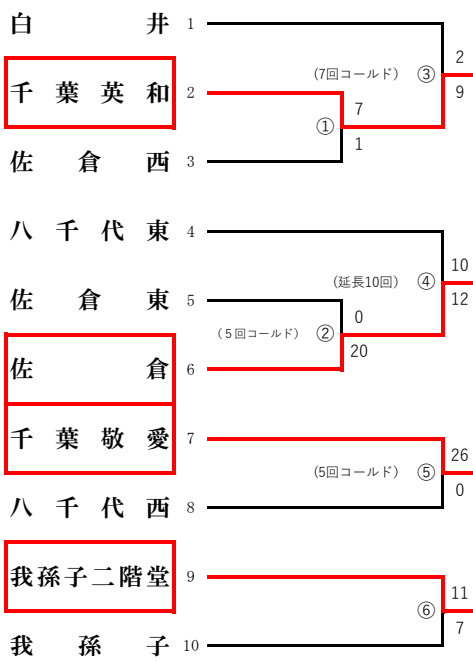 白井 1
2
(7回コールド) ③
千葉英和 2
9
7
①
1
佐倉西 3
八千代東 4
10
(延長10回) ④
佐倉東 5
12
0
(5回コールド) ②
20
佐倉 6
千葉敬愛 7
26
(5回コールド) ⑤
0
八千代西 8
我孫子二階堂 9
11
⑥
7
我孫子 10